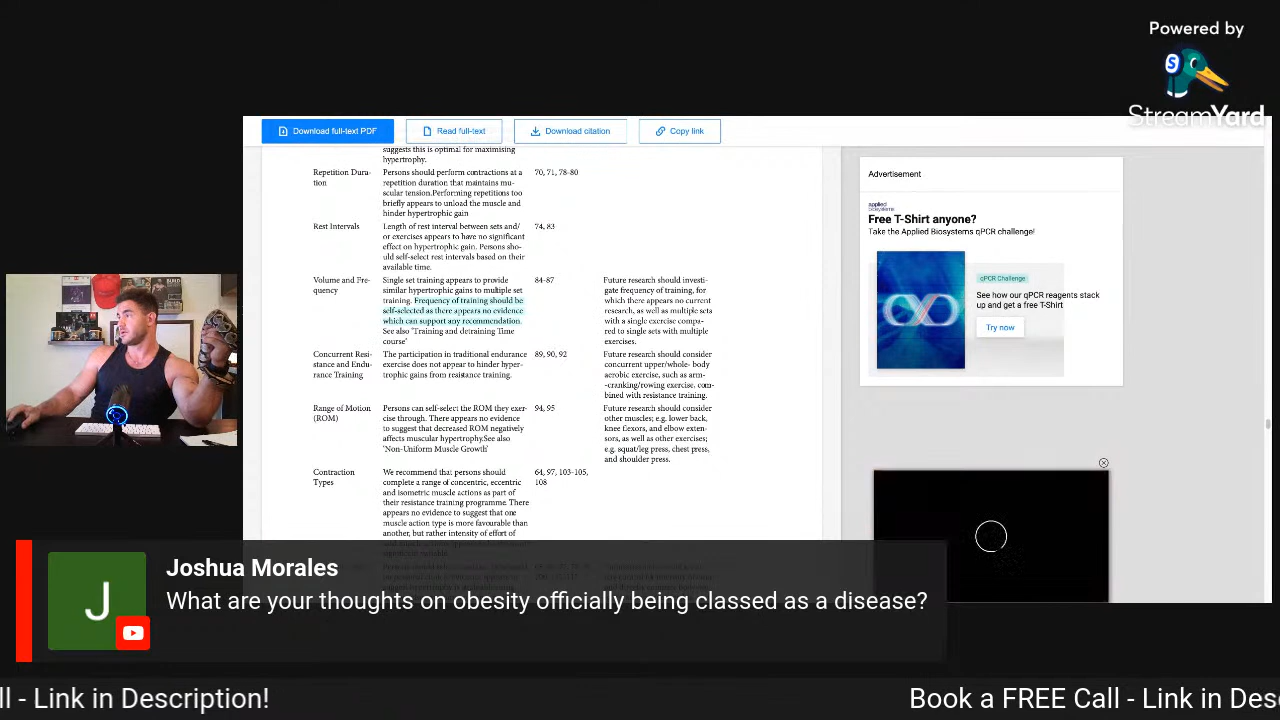 Powered by
StreamYard
Download full-text PDF
Read full-text
Download citation
Copy link
suggests this is optimal for maximising
hypertrophy.
Repetition Dura-
tion
Persons should perform contractions at a
repetition duration that maintains mu-
scular tension.Performing repetitions too
briefly appears to unload the muscle and
hinder hypertrophic gain
70, 71, 78-80
Rest Intervals
Length of rest interval between sets and/
or exercises appears to have no significant
effect on hypertrophic gain. Persons sho-
uld self-select rest intervals based on their
available time.
74, 83
Volume and Fre-
quency
Single set training appears to provide
similar hypertrophic gains to multiple set
training. Frequency of training should be
self-selected as there appears no evidence
which can support any recommendation.
See also 'Training and detraining Time
course'
84-87
Future research should investi-
gate frequency of training, for
which there appears no current
research, as well as multiple sets
with a single exercise compa-
red to single sets with multiple
exercises.
Concurrent Resi-
stance and Endu-
rance Training
The participation in traditional endurance
exercise does not appear to hinder hyper-
trophic gains from resistance training.
89, 90, 92
Future research should consider
concurrent upper/whole- body
aerobic exercise, such as arm-
-cranking/rowing exercise, com-
bined with resistance training.
Range of Motion
(ROM)
Persons can self-select the ROM they exer-
cise through. There appears no evidence
to suggest that decreased ROM negatively
affects muscular hypertrophy.See also
'Non-Uniform Muscle Growth'
94, 95
Future research should consider
other muscles; e.g. lower back,
knee flexors, and elbow exten-
sors, as well as other exercises;
e.g. squat/leg press, chest press,
and shoulder press.
Contraction
Types
We recommend that persons should
complete a range of concentric, eccentric
and isometric muscle actions as part of
their resistance training programme. There
appears no evidence to suggest that one
muscle action type is more favourable than
another, but rather intensity of effort of
64, 97, 103-105,
108
Advertisement
applied
biosystems
Free T-Shirt anyone?
Take the Applied Biosystems qPCR challenge!
qPCR Challenge
See how our qPCR reagents stack
up and get a free T-Shirt
Try now
J
Joshua Morales
What are your thoughts on obesity officially being classed as a disease?
ll - Link in Description!
Book a FREE Call - Link in Des